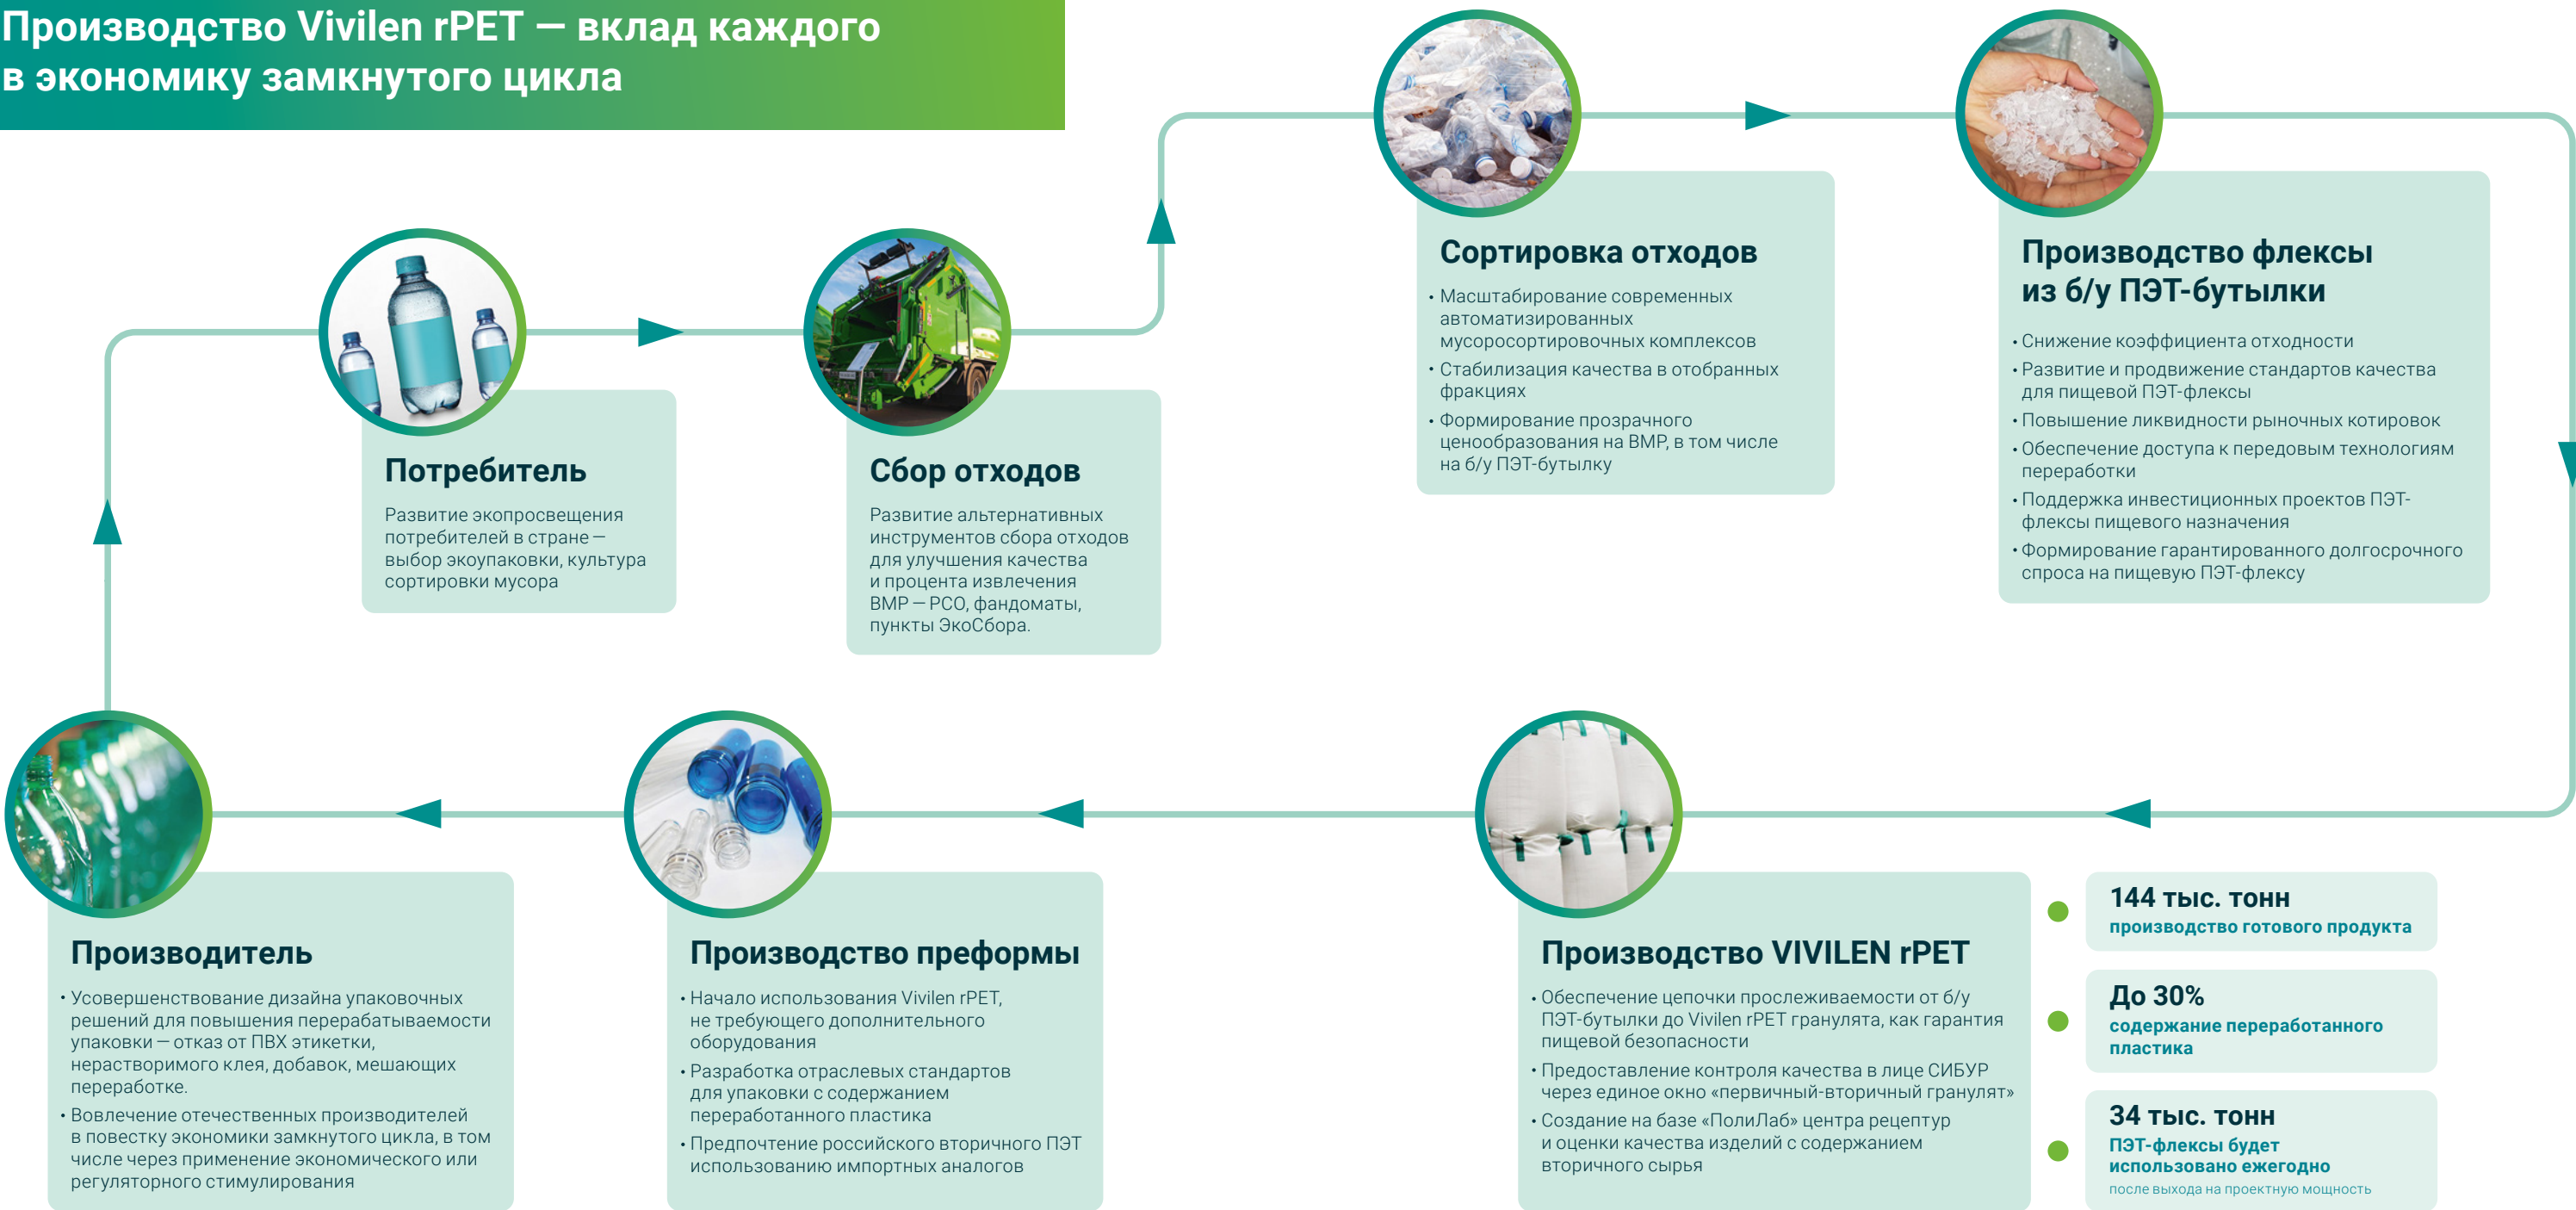 Производство Vivilen rPET — вклад каждого
в экономику замкнутого цикла
Потребитель
Развитие экопросвещения
потребителей в стране —
выбор экоупаковки, культура
сортировки мусора
Сбор отходов
Развитие альтернативных
инструментов сбора отходов
для улучшения качества
и процента извлечения
ВМР — РСО, фандоматы,
пункты ЭкоСбора.
Сортировка отходов
• Масштабирование современных
автоматизированных
мусоросортировочных комплексов
• Стабилизация качества в отобранных
фракциях
• Формирование прозрачного
ценообразования на ВМР, в том числе
на б/у ПЭТ-бутылку
Производство флексы
из б/у ПЭТ-бутылки
• Снижение коэффициента отходности
• Развитие и продвижение стандартов качества
для пищевой ПЭТ-флексы
• Повышение ликвидности рыночных котировок
• Обеспечение доступа к передовым технологиям
переработки
• Поддержка инвестиционных проектов ПЭТ-
флексы пищевого назначения
• Формирование гарантированного долгосрочного
спроса на пищевую ПЭТ-флексу
Производитель
• Усовершенствование дизайна упаковочных
решений для повышения перерабатываемости
упаковки — отказ от ПВХ этикетки,
нерастворимого клея, добавок, мешающих
переработке.
• Вовлечение отечественных производителей
в повестку экономики замкнутого цикла, в том
числе через применение экономического или
регуляторного стимулирования
Производство преформы
• Начало использования Vivilen rPET,
не требующего дополнительного
оборудования
• Разработка отраслевых стандартов
для упаковки с содержанием
переработанного пластика
• Предпочтение российского вторичного ПЭТ
использованию импортных аналогов
Производство VIVILEN rPET
• Обеспечение цепочки прослеживаемости от б/у
ПЭТ-бутылки до Vivilen rPET гранулята, как гарантия
пищевой безопасности
• Предоставление контроля качества в лице СИБУР
через единое окно «первичный-вторичный гранулят»
• Создание на базе «ПолиЛаб» центра рецептур
и оценки качества изделий с содержанием
вторичного сырья
144 тыс. тонн
производство готового продукта
До 30%
содержание переработанного
пластика
34 тыс. тонн
ПЭТ-флексы будет
использовано ежегодно
после выхода на проектную мощность